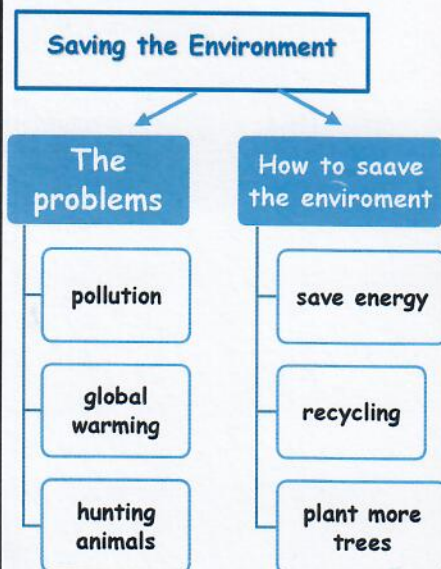 Saving the Environment
The
problems
How to saave
the enviroment
pollution
save energy
global
warming
recycling
hunting
animals
plant more
trees